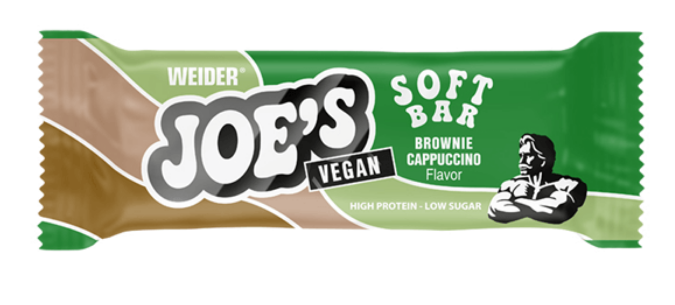 WEIDER®
JOE'S
VEGAN
SOFT
BAR
BROWNIE
CAPPUCCINO
Flavor
HIGH PROTEIN - LOW SUGAR